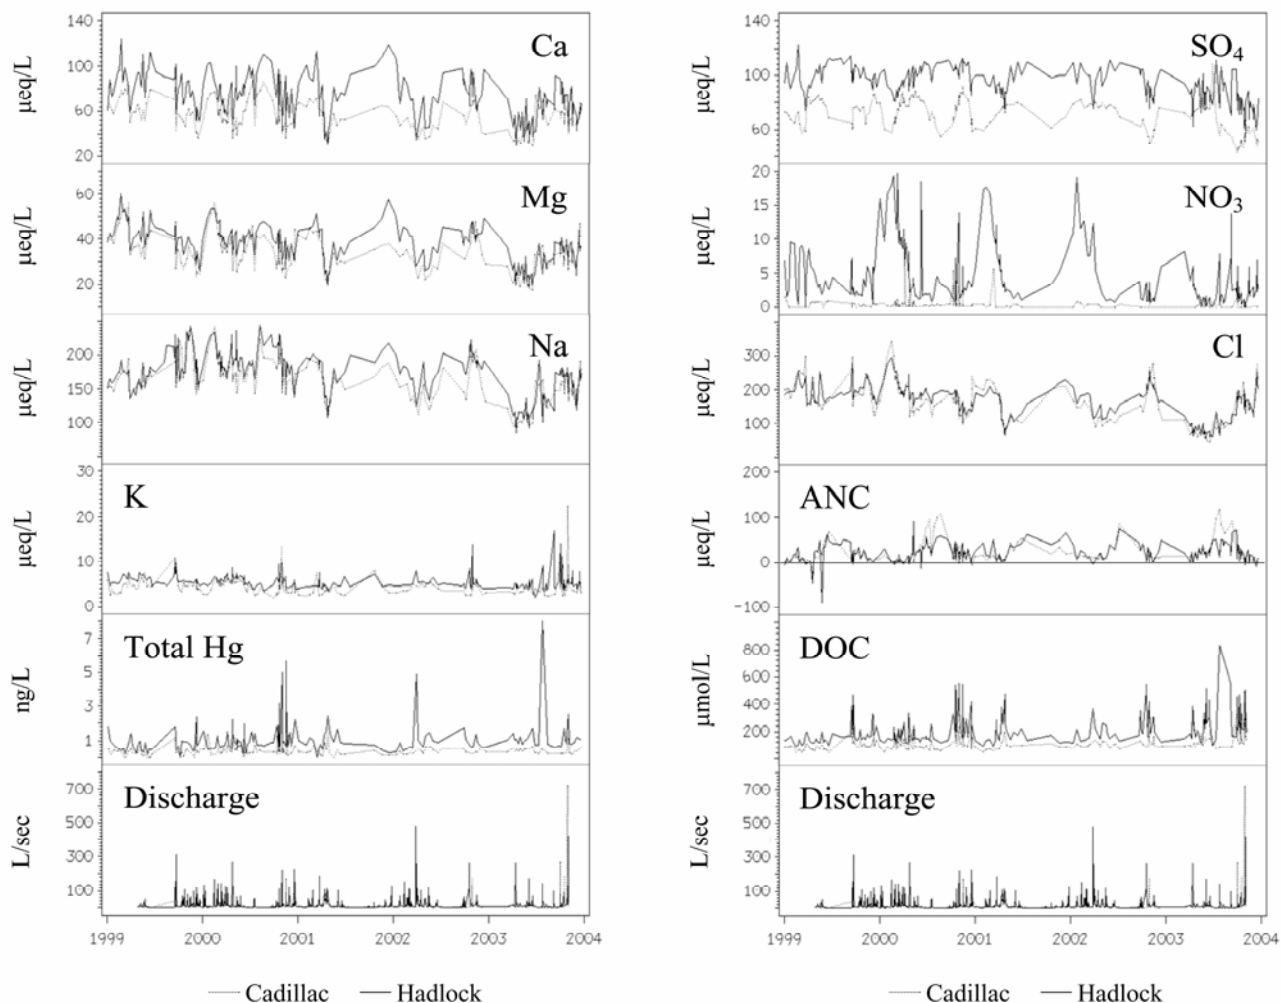 140
100
60
20
µeq/L
Ca
60
40
20
µeq/L
Mg
200
150
100
µeq/L
Na
30
20
10
0
µeq/L
K
7
5
3
1
ng/L
Total Hg
700
500
300
100
L/sec
Discharge
1999 2000 2001 2002 2003 2004
Cadillac Hadlock
140
100
60
µeq/L
SO4
20
15
10
5
0
µeq/L
NO3
300
200
100
µeq/L
Cl
200
100
0
-100
µeq/L
ANC
800
600
400
200
µmol/L
DOC
700
500
300
100
L/sec
Discharge
1999 2000 2001 2002 2003 2004
Cadillac Hadlock